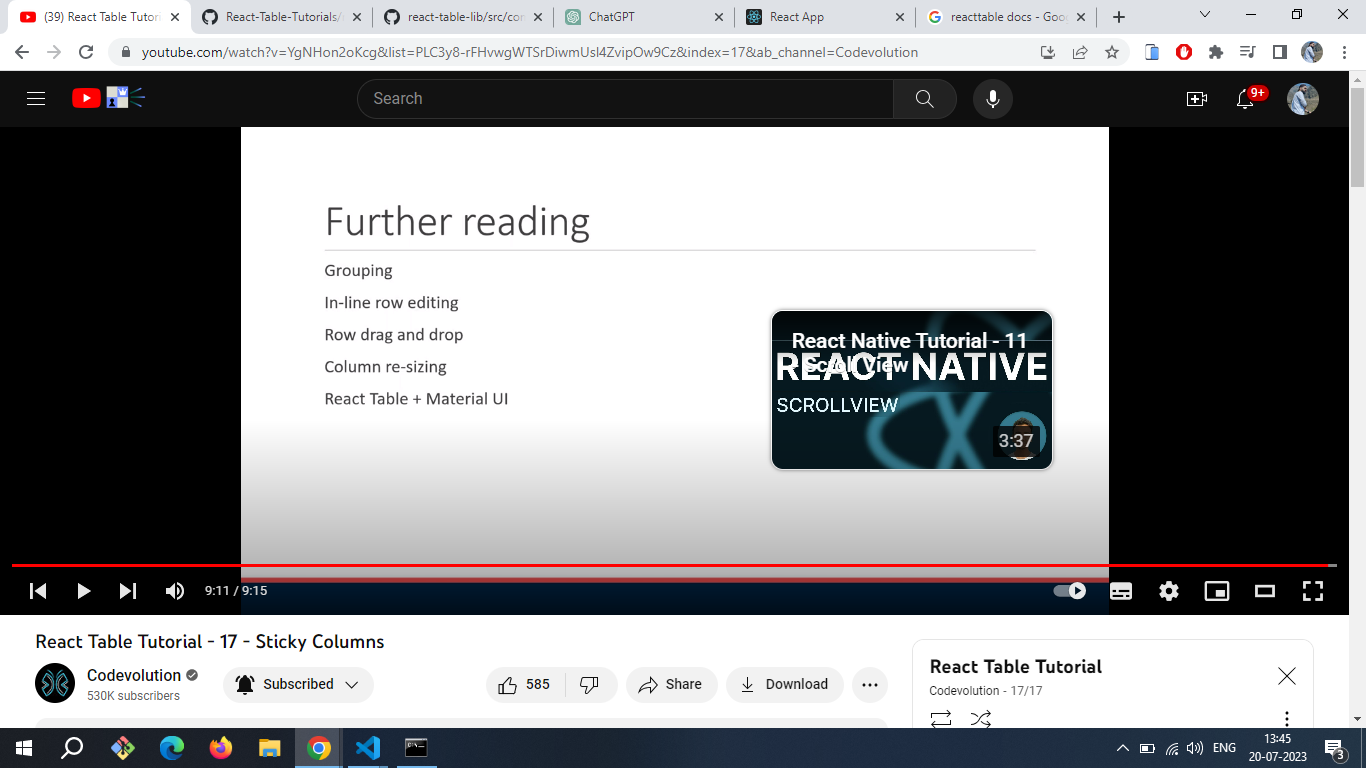 (39) React Table Tutori
React-Table-Tutorials/
react-table-lib/src/con
ChatGPT
React App
reacttable docs - Goo
youtube.com/watch?v=YgNHon2oKcg&list=PLC3y8-rFHvwgWTSrDiwmUsl4ZvipOw9Cz&index=17&ab_channel=Codevolution
Search
9+
Further reading
Grouping
In-line row editing
Row drag and drop
Column re-sizing
React Table + Material UI
React Native Tutorial - 11
- Scroll View
REACT NATIVE
SCROLLVIEW
3:37
9:11 / 9:15
React Table Tutorial - 17 - Sticky Columns
Codevolution
530K subscribers
Subscribed
585
Share
Download
React Table Tutorial
Codevolution - 17/17
ENG
13:45
20-07-2023
3